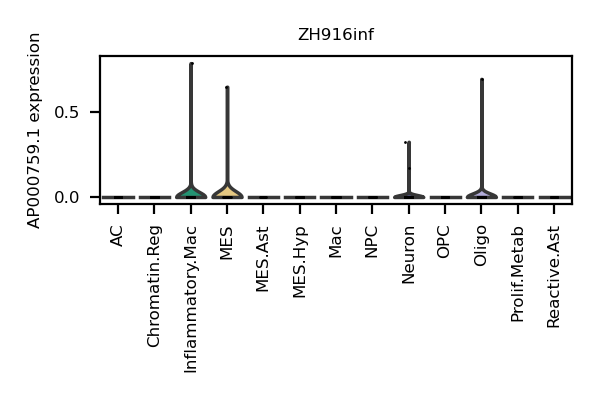 ZH916inf
AP000759.1 expression
0.5
0.0
AC
Chromatin.Reg
Inflammatory.Mac
MES
MES.Ast
MES.Hyp
Mac
NPC
Neuron
OPC
Oligo
Prolif.Metab
Reactive.Ast